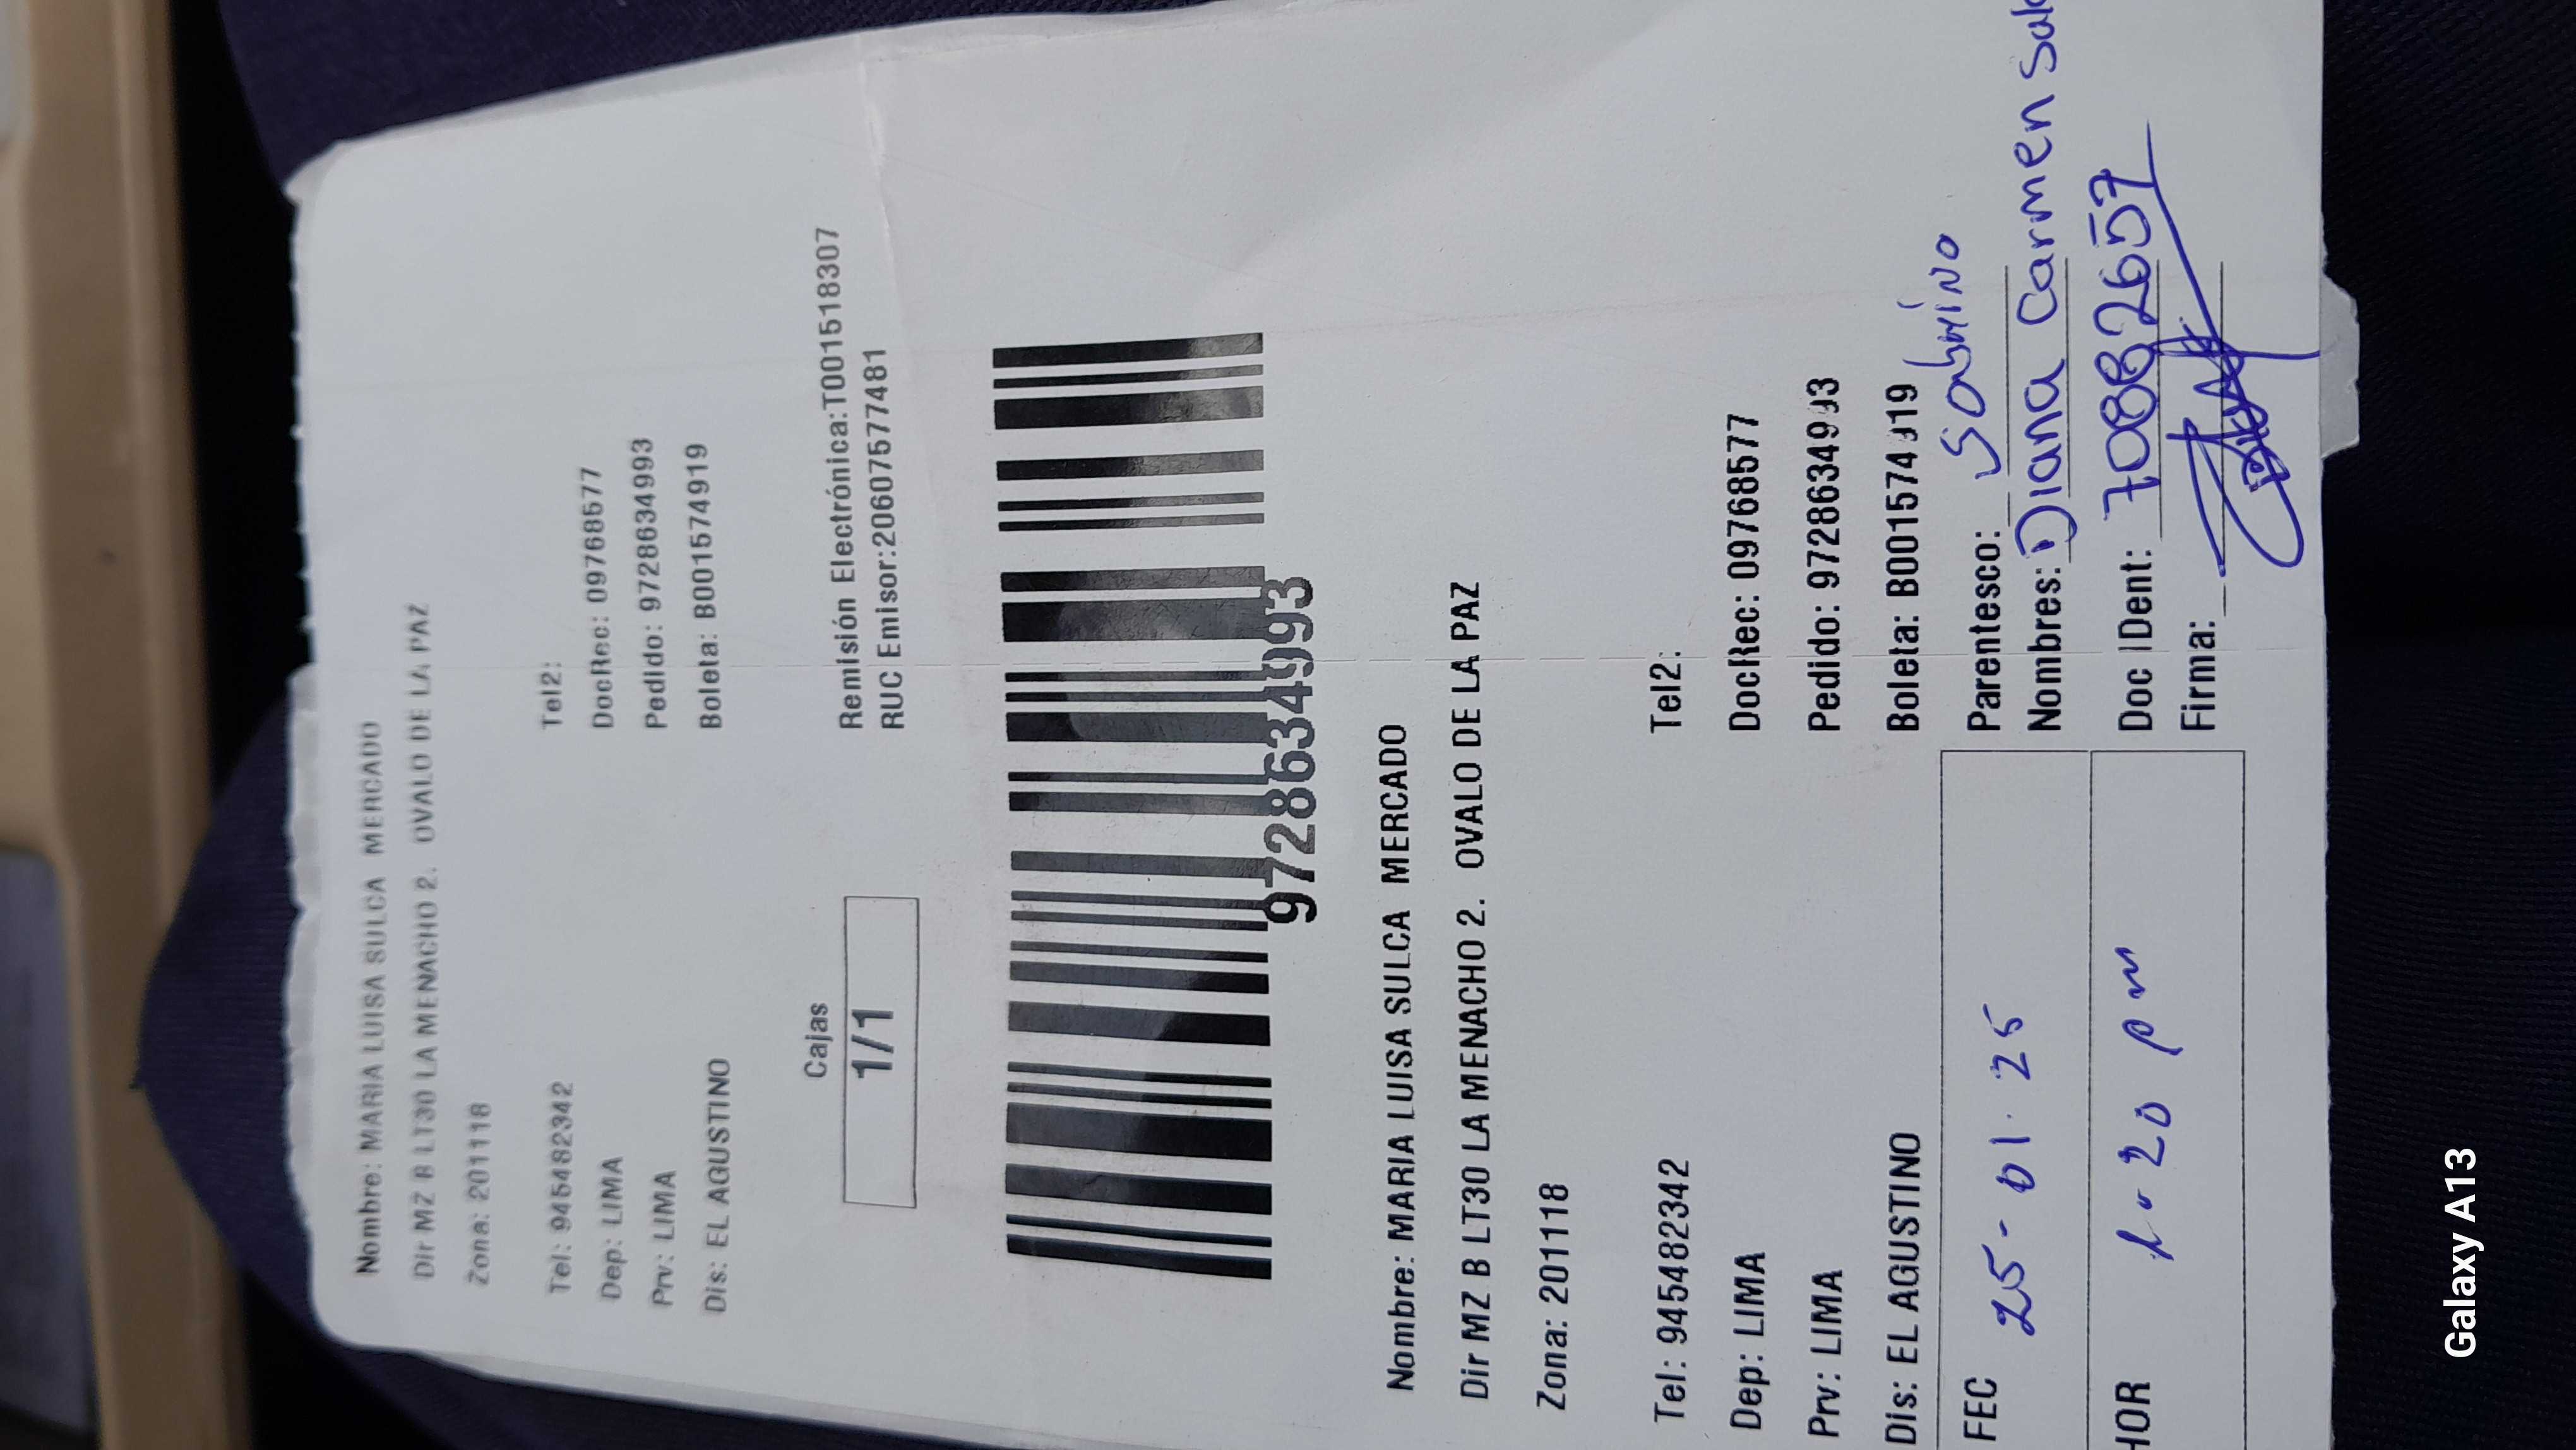 Nombre: MARIA LUISA SULCA MERCADO
Dir MZ B LT30 LA MENACHO 2. OVALO DE LA PAZ
Zona: 201118
Tel: 945482342 Tel2:
Dep: LIMA DocRec: 09768577
Prv: LIMA Pedido: 9728634993
Dis: EL AGUSTINO Boleta: B001574919
Cajas Remisión Electrónica:T001518307
1/1 RUC Emisor:20607577481
9728634993
Nombre: MARIA LUISA SULCA MERCADO
Dir MZ B LT30 LA MENACHO 2. OVALO DE LA PAZ
Zona: 201118
Tel: 945482342 Tel2:
Dep: LIMA DocRec: 09768577
Prv: LIMA Pedido: 9728634993
Dis: EL AGUSTINO Boleta: B001574919
FEC 25-01.25 Parentesco:
Nombres: Diana Carmen
HOR 20 pm Doc IDent: 70882657
Firma:
Galaxy A13